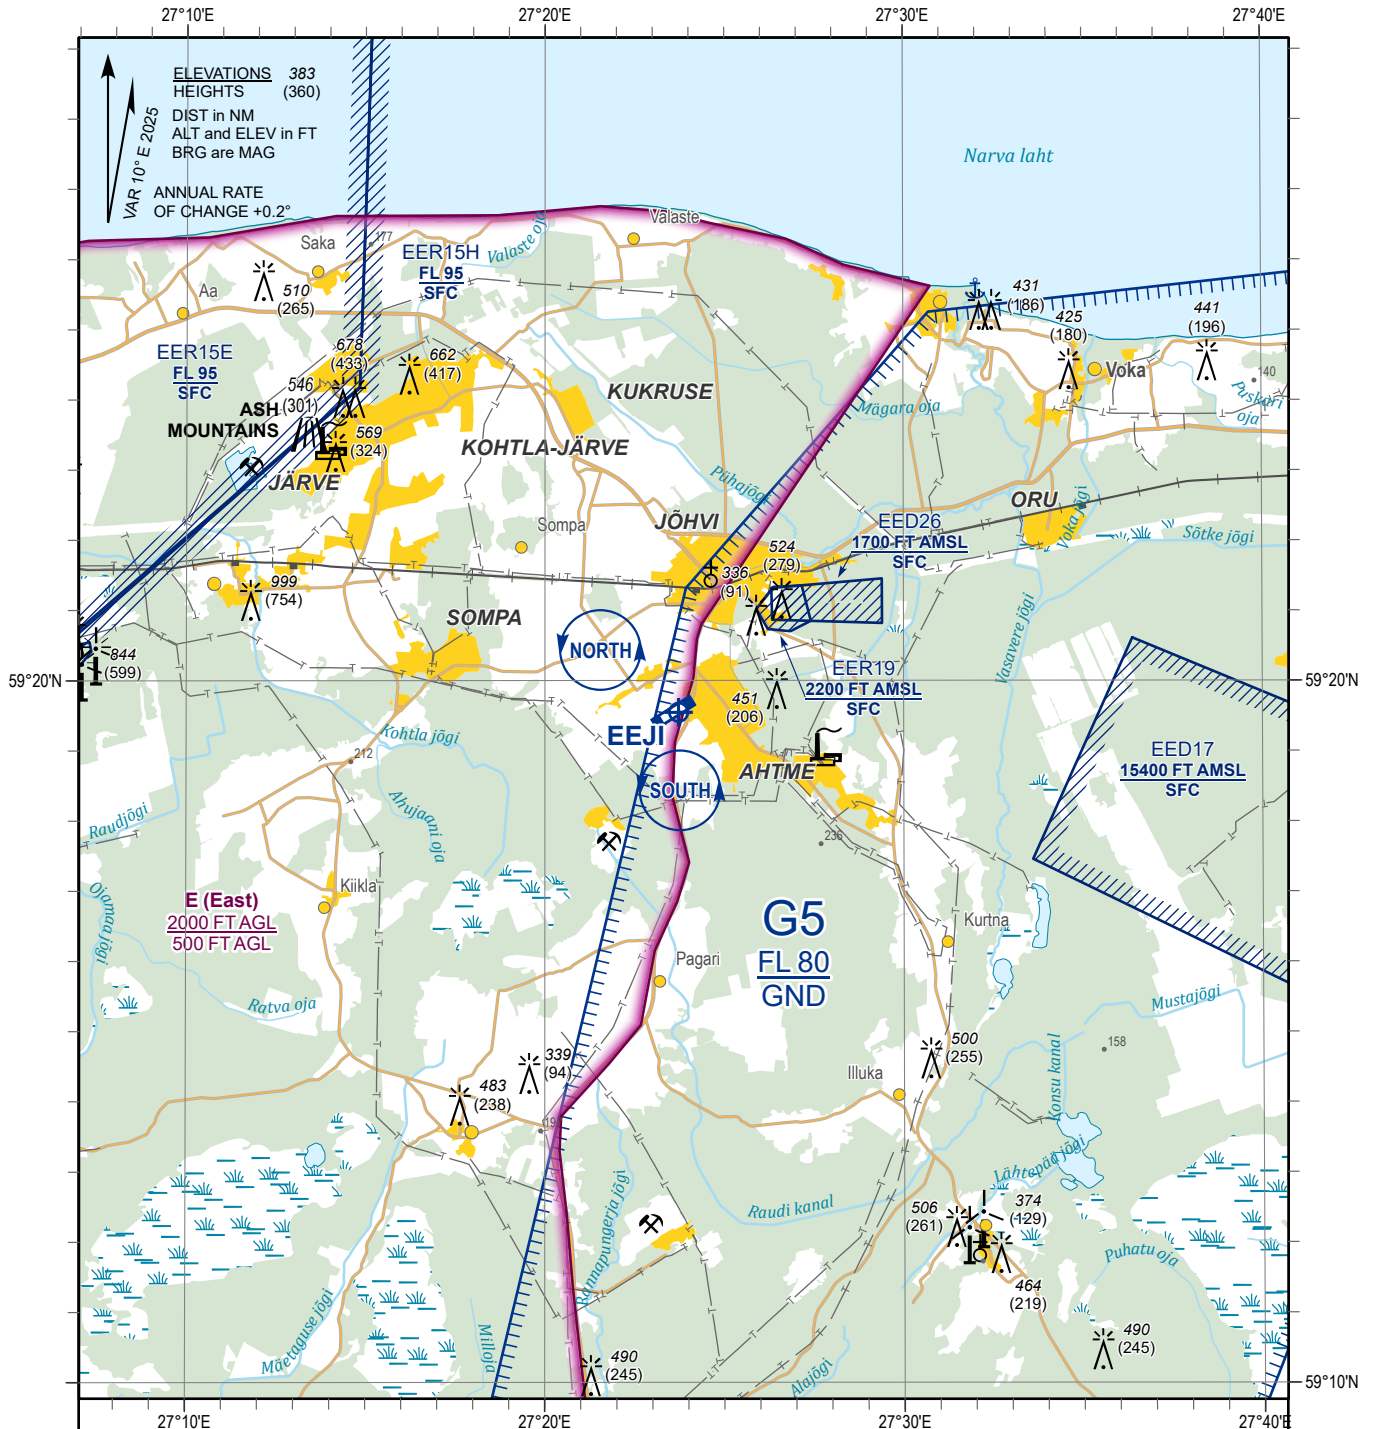 27°10'E
27°20'E
27°30'E
27°40'E
ELEVATIONS 383
HEIGHTS (360)
DIST in NM
ALT and ELEV in FT
BRG are MAG
VAR 10° E 2025
ANNUAL RATE
OF CHANGE +0.2°
Narva laht
Saka
177
Valaste oja
Valaste
EER15H
FL 95
SFC
Aa
510
(265)
431
(186)
425
(180)
441
(196)
EER15E
FL 95
SFC
678
(433)
662
(417)
546
(301)
ASH
MOUNTAINS
569
(324)
JÄRVE
KUKRUSE
KOHTLA-JÄRVE
Mägara oja
Voka
140
Puskari
oja
Pühajõgi
JÕHVI
Sompa
ORU
Voka jõgi
Sõtke jõgi
EED26
1700 FT AMSL
SFC
524
(279)
336
(91)
999
(754)
SOMPA
NORTH
844
(599)
59°20'N
59°20'N
Vasavere jõgi
EER19
2200 FT AMSL
SFC
451
(206)
EEJI
Kohtla jõgi
212
AHTME
SOUTH
EED17
15400 FT AMSL
SFC
Raudjõgi
Ahujaani oja
236
Ojamaa jõgi
Kiikla
E (East)
2000 FT AGL
500 FT AGL
G5
FL 80
GND
Kurtna
Pagari
Ratva oja
Mustajõgi
158
339
(94)
500
(255)
Illuka
Konsu kanal
483
(238)
Lähtepää jõgi
Rannapungerja jõgi
Raudi kanal
506
(261)
374
(129)
464
(219)
Puhatu oja
Mäetaguse jõgi
Milloja
490
(245)
Alajõgi
490
(245)
59°10'N
27°10'E
27°20'E
27°30'E
27°40'E